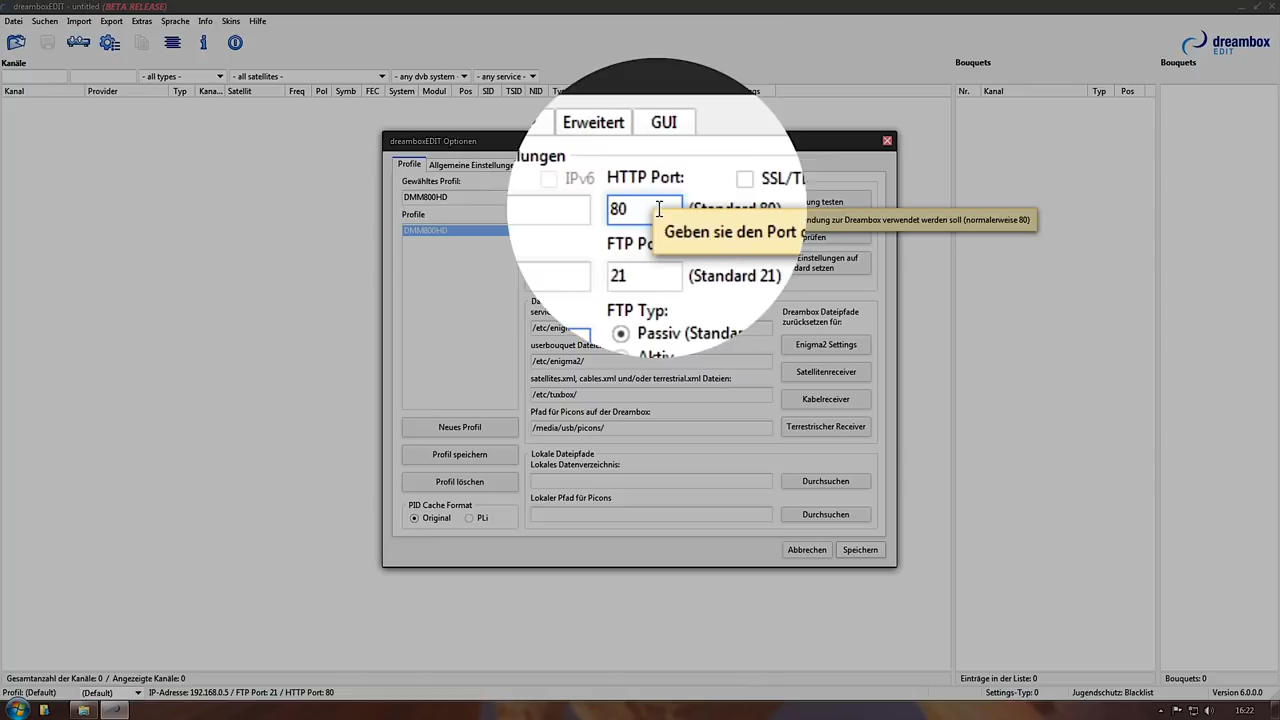 dreamboxEDIT - untitled (BETA RELEASE)
Datei Suchen Import Export Extras Sprache Info Skins Hilfe
dreambox
EDIT
Kanäle
Bouquets
Bouquets
- all types - - all satellites - - any dvb system - - any service -
Kanal Provider Typ Kana... Satellit Freq Pol Symb FEC System Modul Pos SID TSID NID
Nr. Kanal Typ Pos
dreamboxEDIT Optionen
Profile Allgemeine Einstellung
Erweitert GUI
Gewähltes Profil:
DMM800HD
Profile
DMM800HD
lungen
IPv6 HTTP Port: SSL/TL
80 (Standard 80)
Geben sie den Port
ndung zur Dreambox verwendet werden soll (normalerweise 80)
ung testen
FTP Po
prüfen
21 (Standard 21)
Einstellungen auf
dard setzen
FTP Typ:
Passiv (Standa
Aktiv
Dreambox Dateipfade
zurücksetzen für:
/etc/enig
userbouquet Dateie
/etc/enigma2/
satellites.xml, cables.xml und/oder terrestrial.xml Dateien:
/etc/tuxbox/
Pfad für Picons auf der Dreambox:
/media/usb/picons/
Enigma2 Settings
Satellitenreceiver
Kabelreceiver
Terrestrischer Receiver
Neues Profil
Profil speichern
Profil löschen
PID Cache Format
Original PLi
Lokale Dateipfade
Lokales Datenverzeichnis:
Durchsuchen
Lokaler Pfad für Picons
Durchsuchen
Abbrechen Speichern
Gesamtanzahl der Kanäle: 0 / Angezeigte Kanäle: 0
Einträge in der Liste: 0
Bouquets: 0
Profil: (Default) (Default) IP-Adresse: 192.168.0.5 / FTP Port: 21 / HTTP Port: 80
Settings-Typ: 0 Jugendschutz: Blacklist Version 6.0.0.0
16:22